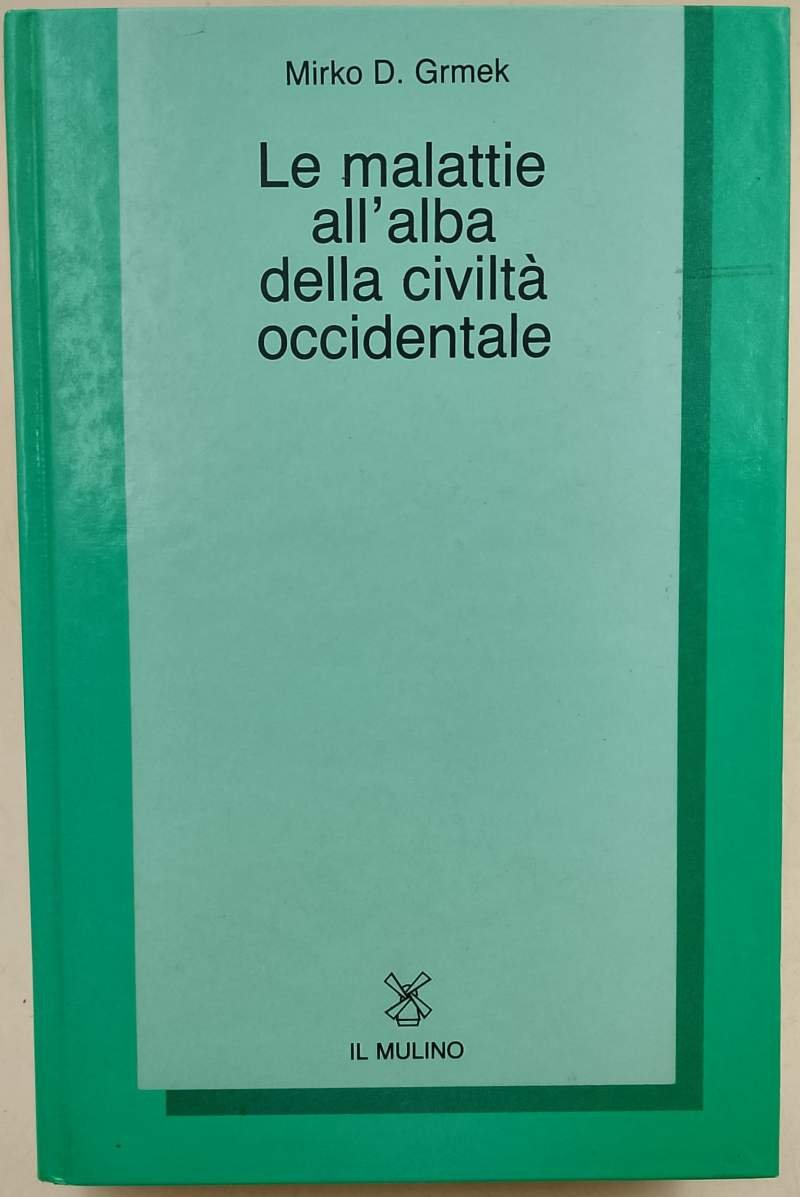 Mirko D. Grmek
Le malattie
all’alba
della civiltà
occidentale
IL MULINO